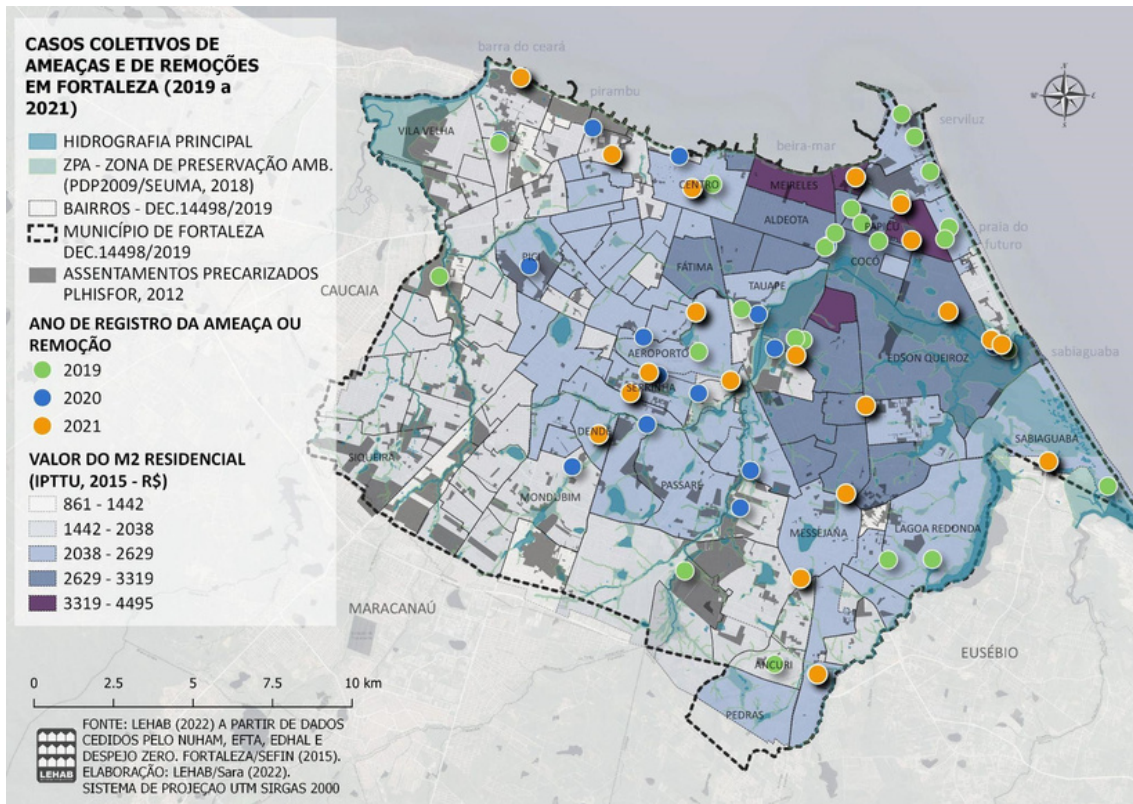 CASOS COLETIVOS DE
AMEAÇAS E DE REMOÇÕES
EM FORTALEZA (2019 a
2021)
HIDROGRAFIA PRINCIPAL
ZPA - ZONA DE PRESERVAÇÃO AMB.
(PDP2009/SEUMA, 2018)
BAIRROS - DEC.14498/2019
MUNICÍPIO DE FORTALEZA
DEC.14498/2019
ASSENTAMENTOS PRECARIZADOS
PLHISFOR, 2012
ANO DE REGISTRO DA AMEAÇA OU
REMOÇÃO
2019
2020
2021
VALOR DO M2 RESIDENCIAL
(IPTTU, 2015 - R$)
861 - 1442
1442 - 2038
2038 - 2629
2629 - 3319
3319 - 4495
barra do ceará
pirambu
serviluz
VILA VELHA
beira-mar
CENTRO
MEIRELES
ALDEOTA
PAPICU
praia do
futuro
COCÓ
PICI
FÁTIMA
TAUAPE
CAUCAIA
AEROPORTO
EDSON QUEIROZ
sabiaguaba
SERRINHA
DENDÊ
SABIAGUABA
SIQUEIRA
PASSARÉ
MONDUBIM
MESSEJANA
LAGOA REDONDA
MARACANAÚ
EUSÉBIO
ANCURI
PEDRAS
0
2.5
5
7.5
10 km
FONTE: LEHAB (2022) A PARTIR DE DADOS
CEDIDOS PELO NUHAM, EFTA, EDHAL E
DESPEJO ZERO. FORTALEZA/SEFIN (2015).
ELABORAÇÃO: LEHAB/Sara (2022).
SISTEMA DE PROJEÇAO UTM SIRGAS 2000
LEHAB